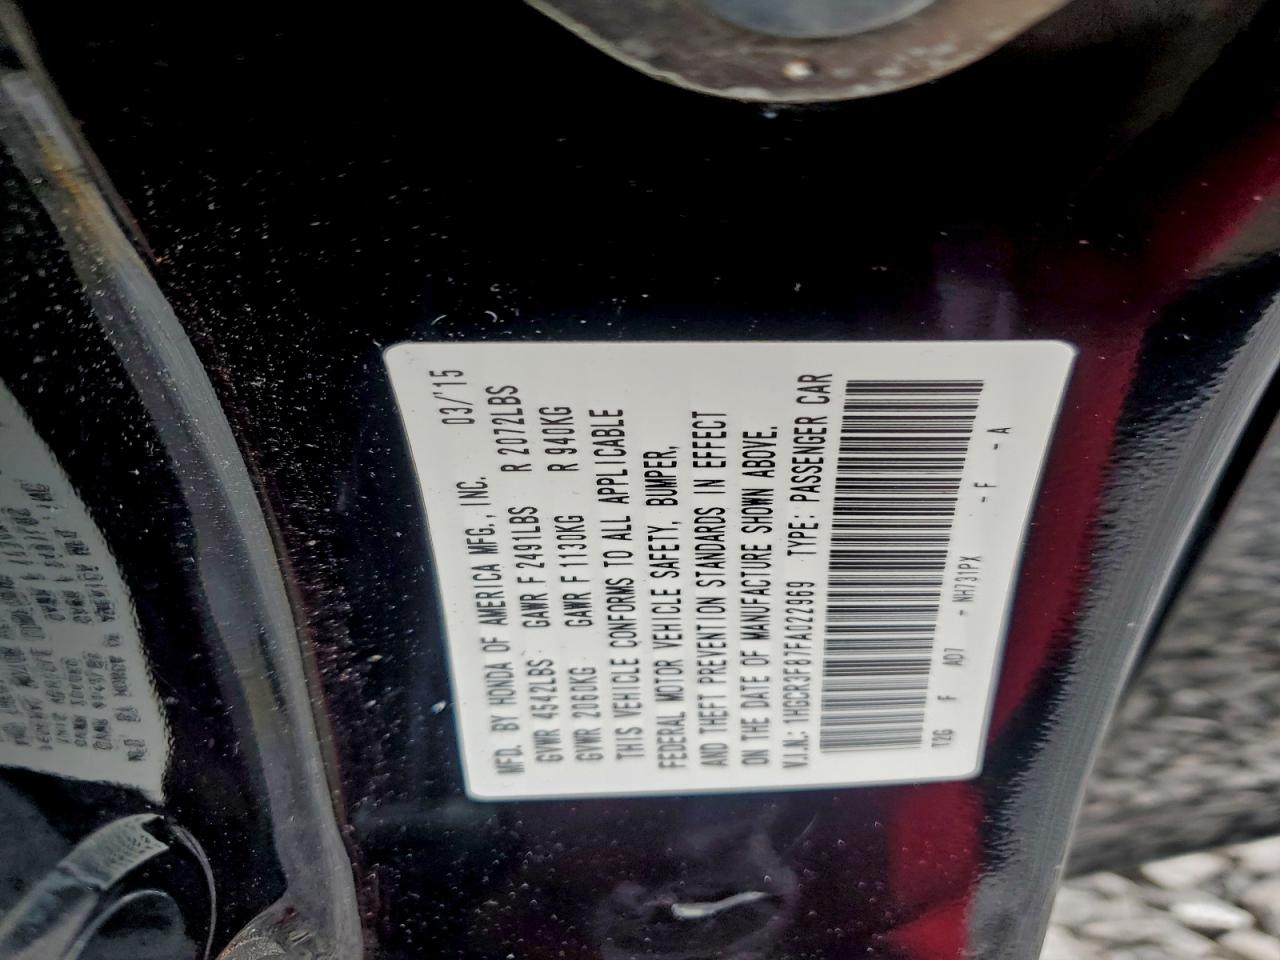 MFD. BY HONDA OF AMERICA MFG., INC. 03/'15
GVWR 4542LBS GAWR F 2491LBS R 2072LBS
GVWR 2060KG GAWR F 1130KG R 940KG
THIS VEHICLE CONFORMS TO ALL APPLICABLE
FEDERAL MOTOR VEHICLE SAFETY, BUMPER,
AND THEFT PREVENTION STANDARDS IN EFFECT
ON THE DATE OF MANUFACTURE SHOWN ABOVE.
V.I.N.: 1HGCR3F87FA022969 TYPE: PASSENGER CAR
T2G F AD7 - NH731PX - F - A